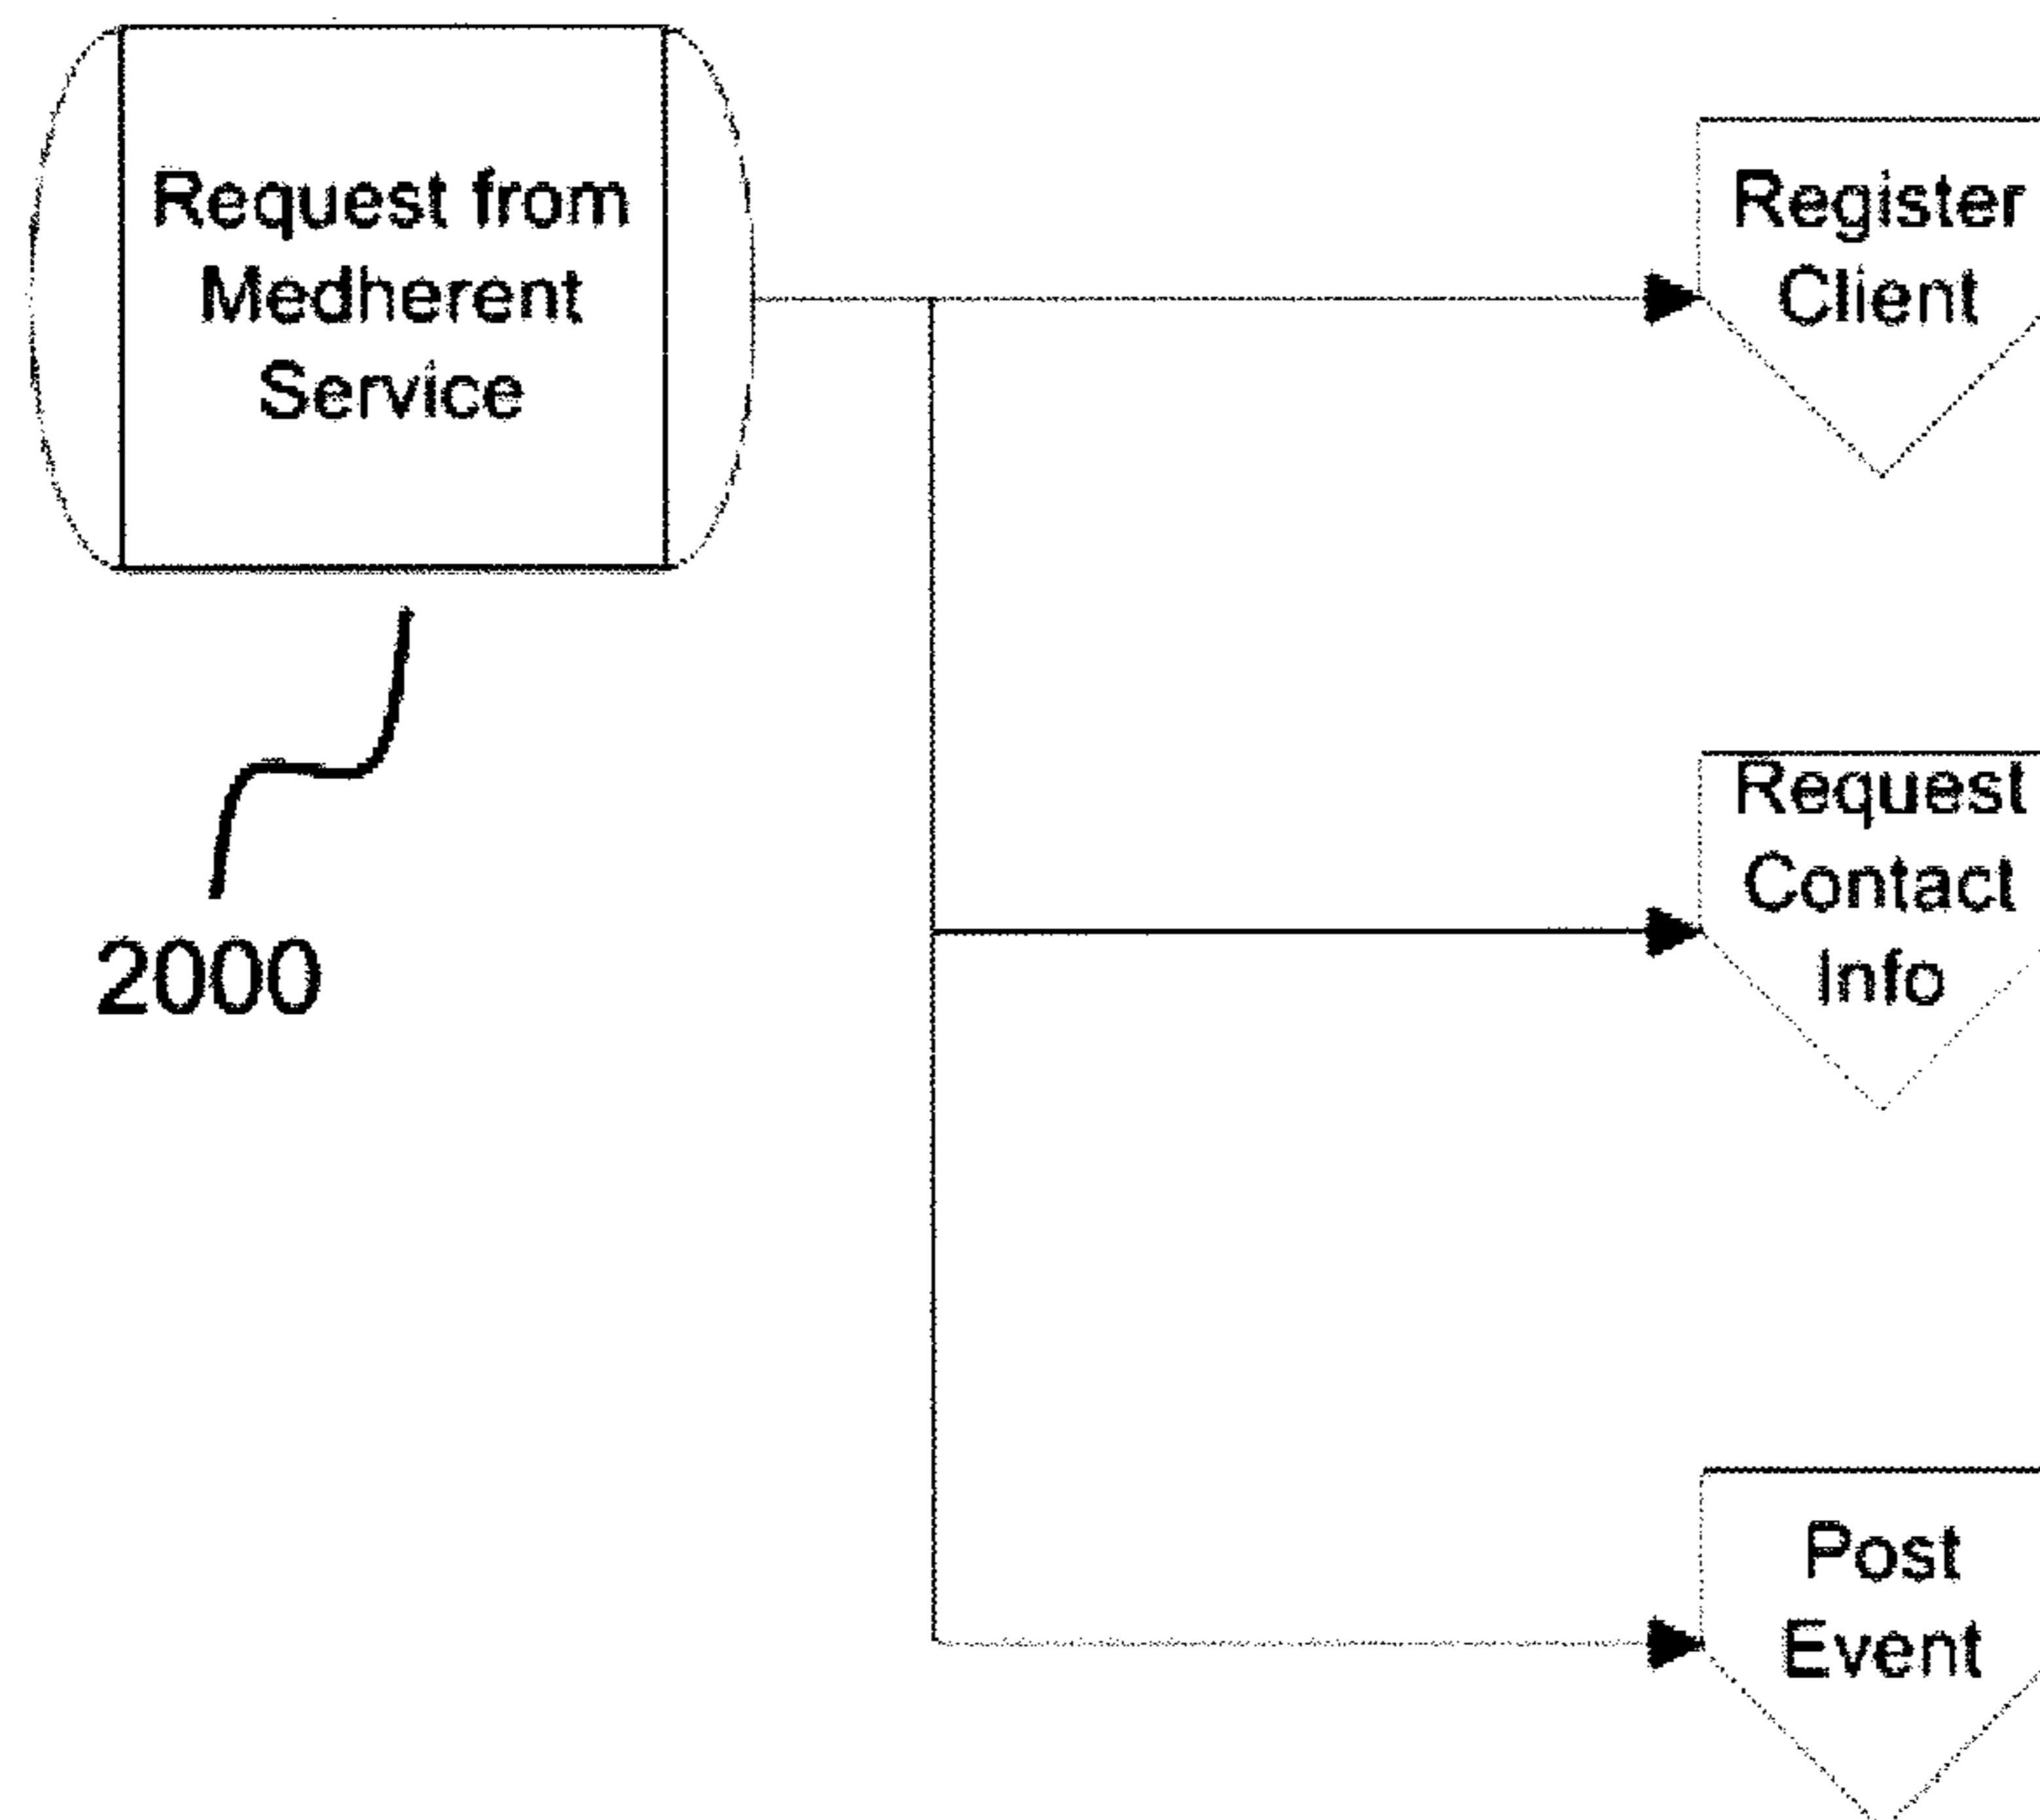 Request from
Medherent
Service
2000
Register
Client
Request
Contact
Info
Post
Event